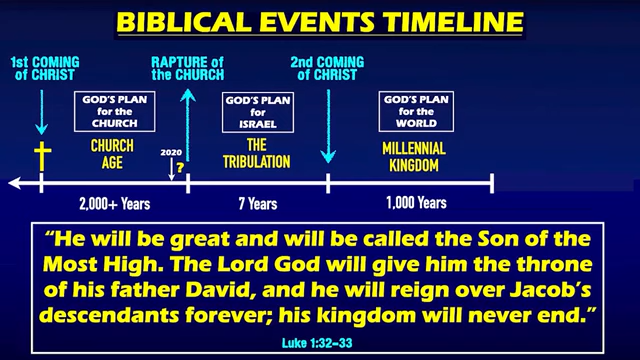 BIBLICAL EVENTS TIMELINE
1st COMING
of CHRIST
RAPTURE of
the CHURCH
2nd COMING
of CHRIST
GOD'S PLAN
for the
CHURCH
GOD'S PLAN
for
ISRAEL
GOD'S PLAN
for the
WORLD
CHURCH
AGE
2020
?
THE
TRIBULATION
MILLENNIAL
KINGDOM
2,000+ Years
7 Years
1,000 Years
“He will be great and will be called the Son of the
Most High. The Lord God will give him the throne
of his father David, and he will reign over Jacob’s
descendants forever; his kingdom will never end.”
Luke 1:32–33